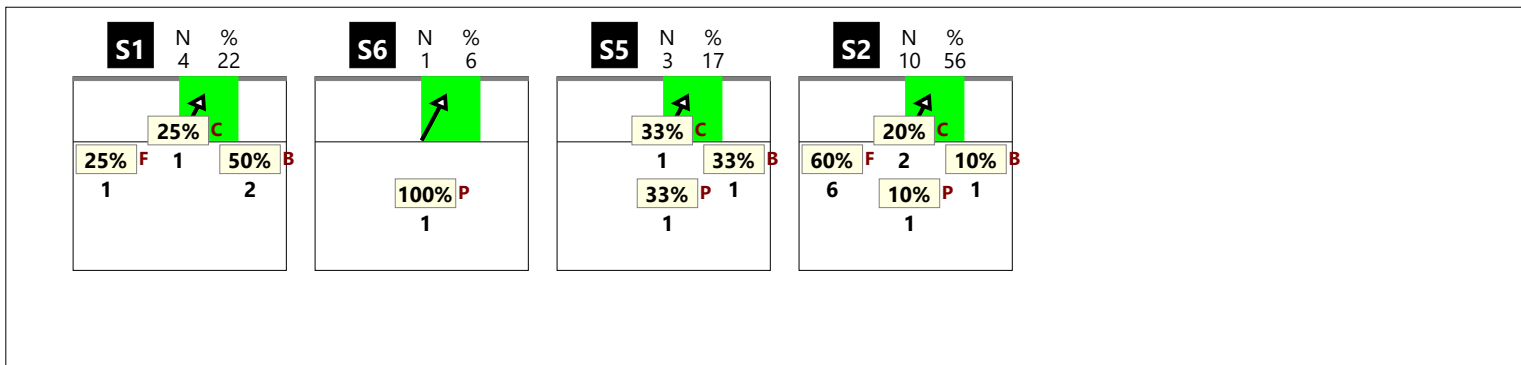 S1 N % S6 N % S5 N % S2 N %
4 22 1 6 3 17 10 56
25% C 33% C 20% C
25% F 1 50% B 1 33% B 60% F 2 10% B
1 2 100% P 33% P 1 6 10% P 1
1 1 1